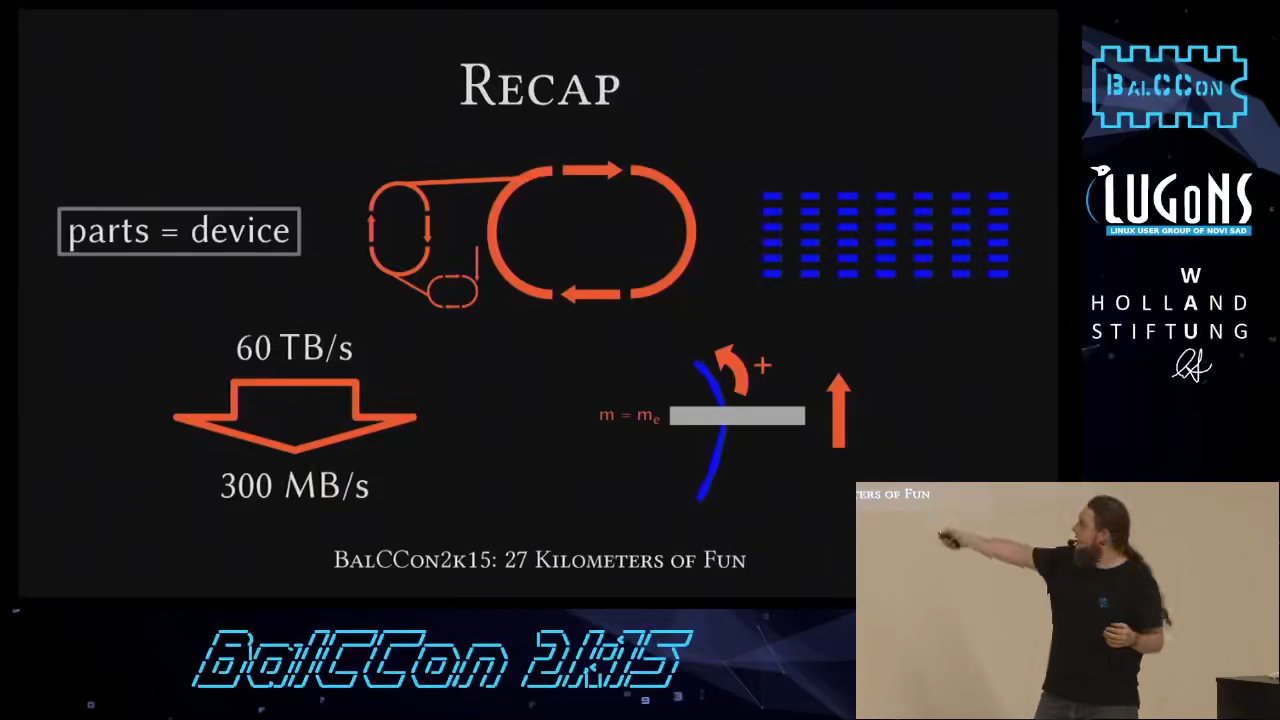 RECAP
parts = device
60 TB/s
300 MB/s
m = me
+
BALCCON2K15: 27 KILOMETERS OF FUN
TERS OF FUN
BALCCON
LUGONS
LINUX USER GROUP OF NOVI SAD
W
HOLLAND
A
STIFTUNG
BalCCon 2k15